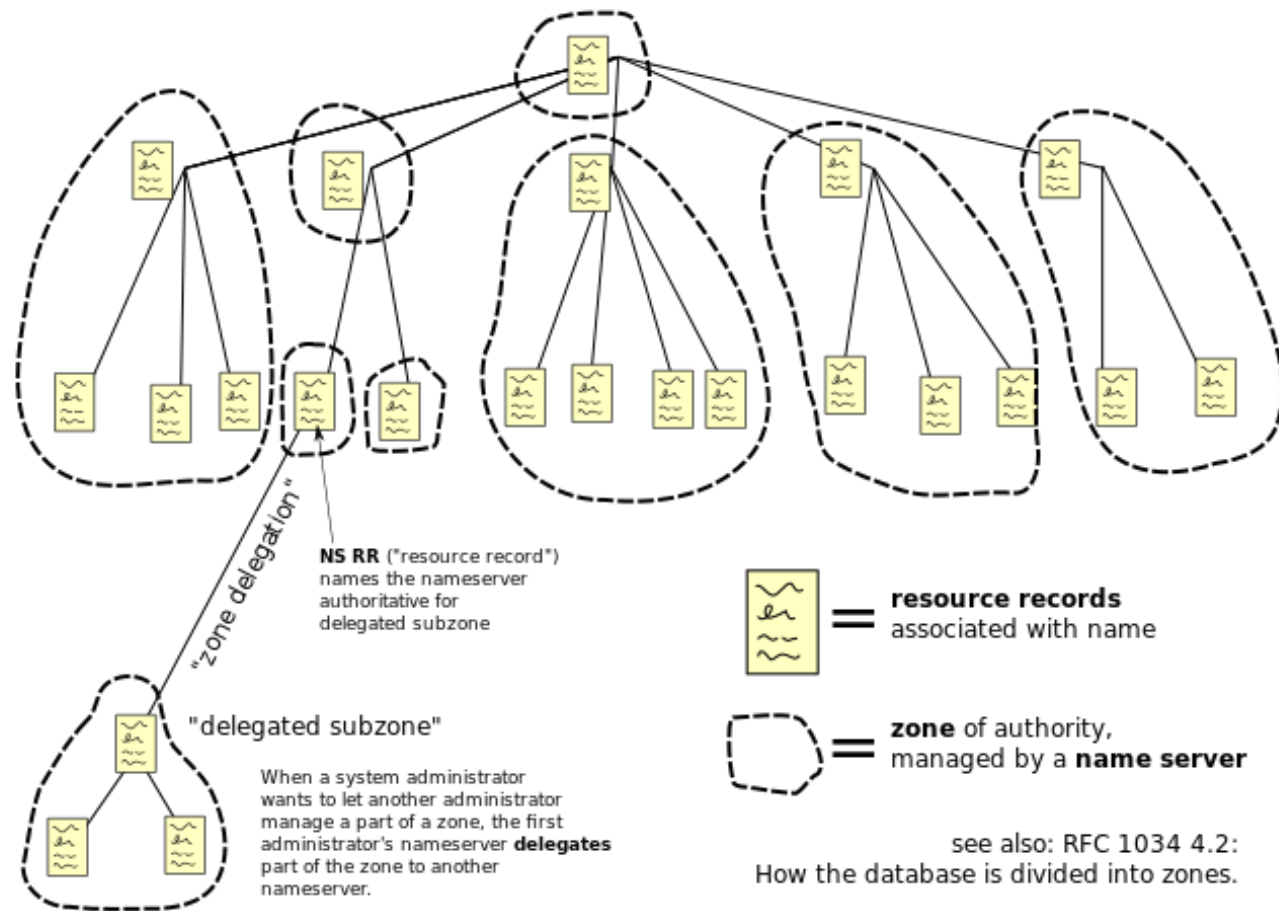 "zone delegation"
NS RR ("resource record")
names the nameserver
authoritative for
delegated subzone
resource records
associated with name
"delegated subzone"
zone of authority,
managed by a name server
When a system administrator
wants to let another administrator
manage a part of a zone, the first
administrator's nameserver delegates
part of the zone to another
nameserver.
see also: RFC 1034 4.2:
How the database is divided into zones.